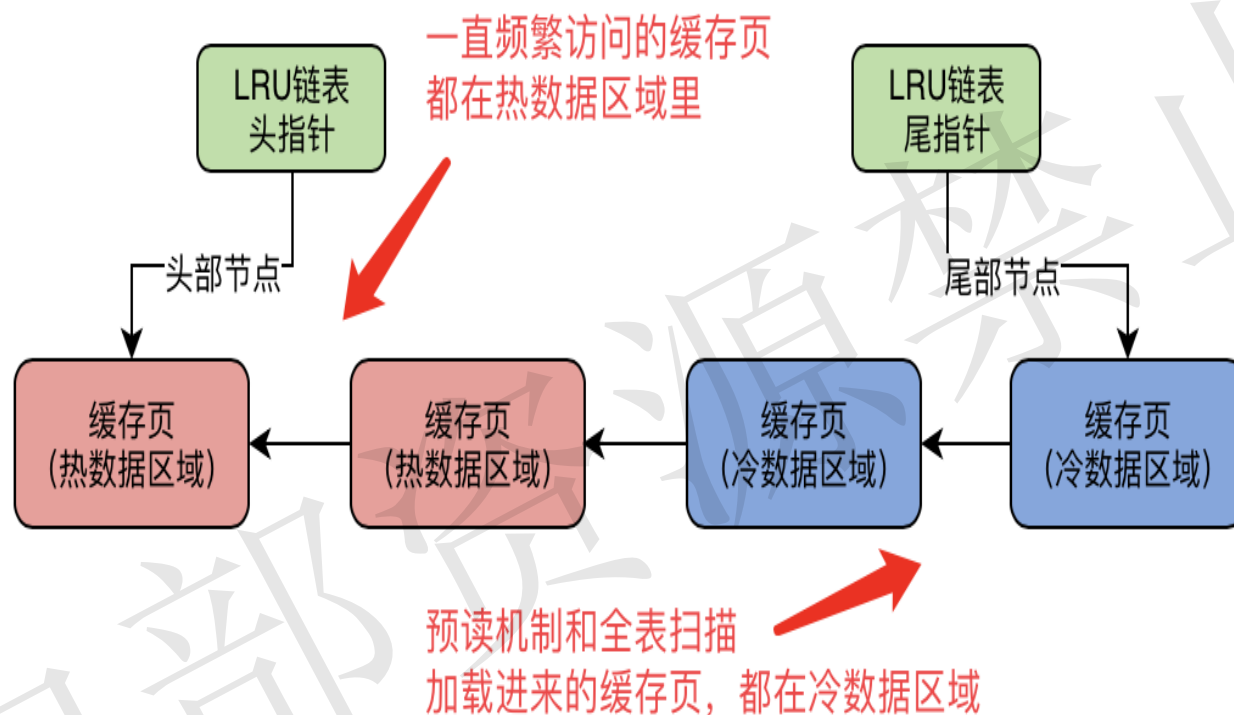 一直频繁访问的缓存页
都在热数据区域里
LRU链表
头指针
LRU链表
尾指针
头部节点
尾部节点
缓存页
(热数据区域)
缓存页
(热数据区域)
缓存页
(冷数据区域)
缓存页
(冷数据区域)
预读机制和全表扫描
加载进来的缓存页，都在冷数据区域
部资源禁